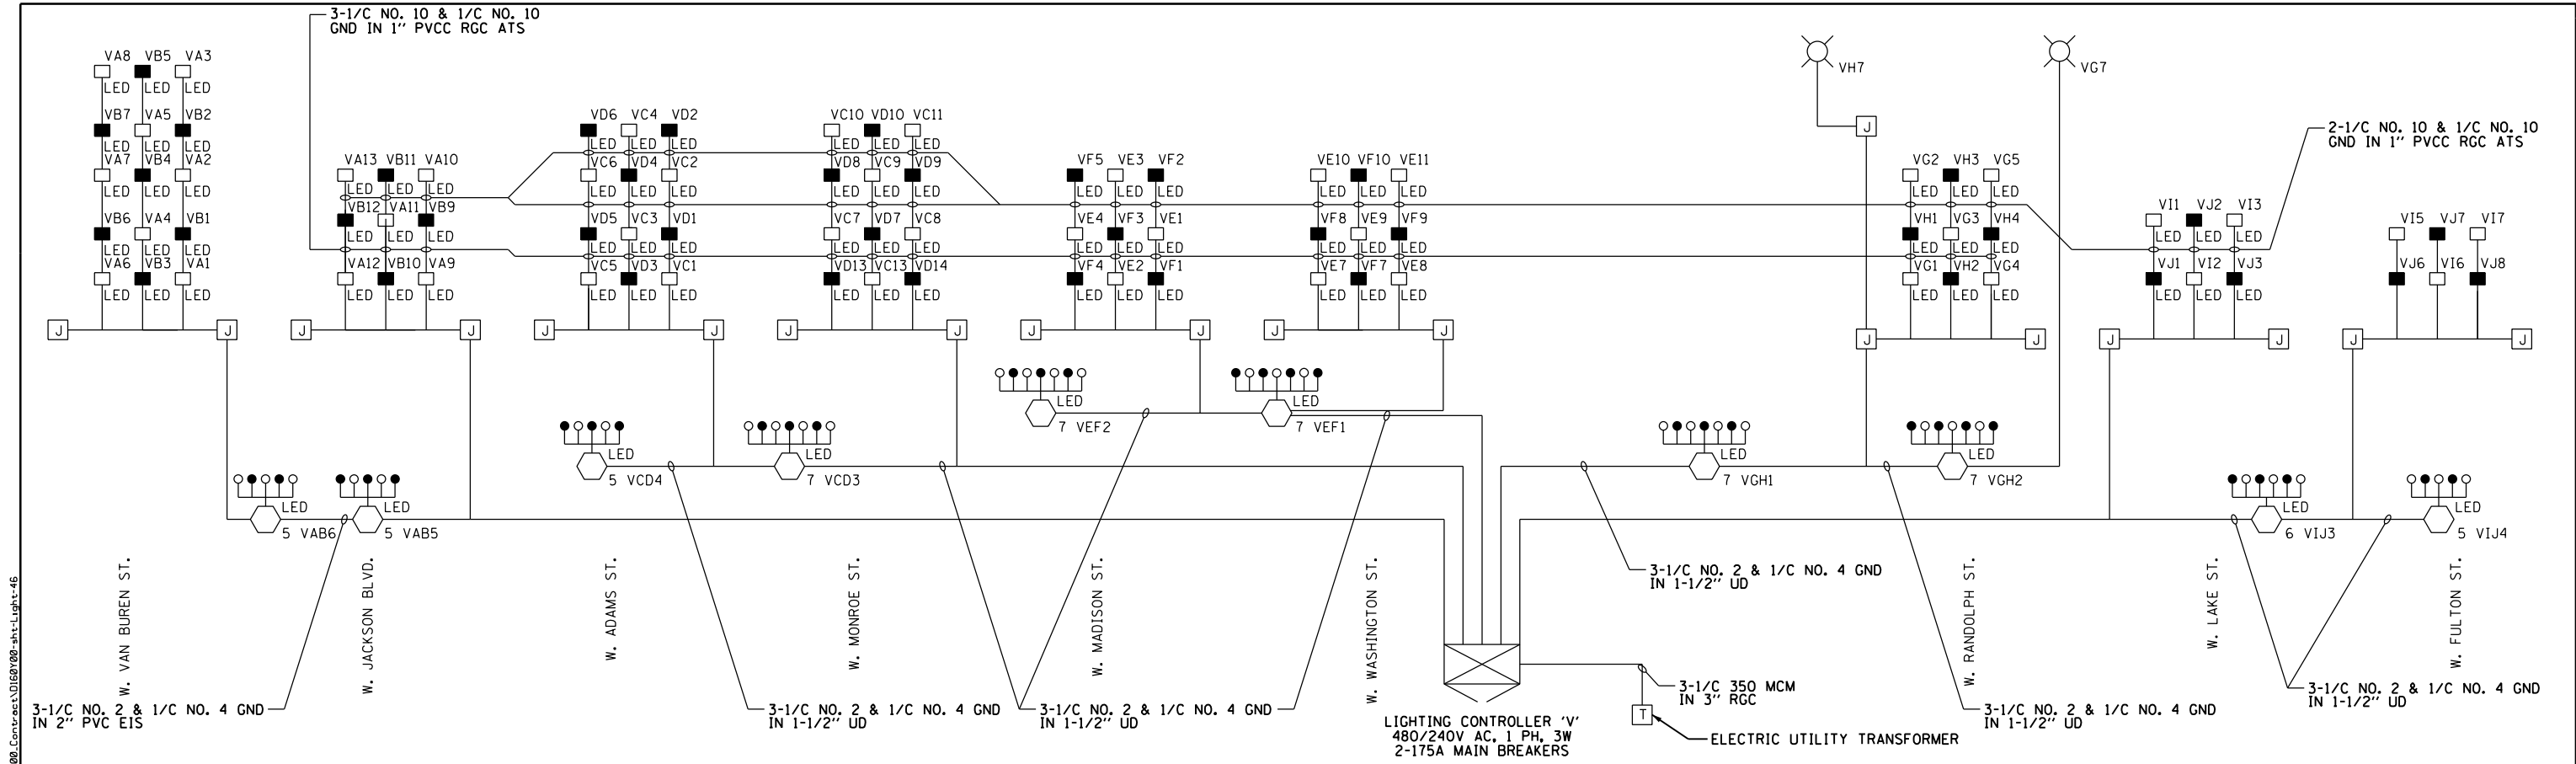 3-1/C NO. 10 & 1/C NO. 10
GND IN 1" PVCC RGC ATS
VA8 VB5 VA3
LED LED LED
VB7 VA5 VB2
LED LED LED
VA7 VB4 VA2
LED LED LED
VB6 VA4 VB1
LED LED LED
VA6 VB3 VA1
LED LED LED
J J
VA13 VB11 VA10
LED LED LED
VB12 VA11 VB9
LED LED LED
VA12 VB10 VA9
LED LED LED
J J
VD6 VC4 VD2
LED LED LED
VC6 VD4 VC2
LED LED LED
VD5 VC3 VD1
LED LED LED
VC5 VD3 VC1
LED LED LED
J J
VC10 VD10 VC11
LED LED LED
VD8 VC9 VD9
LED LED LED
VC7 VD7 VC8
LED LED LED
VD13 VC13 VD14
LED LED LED
J J
VF5 VE3 VF2
LED LED LED
VE4 VF3 VE1
LED LED LED
VF4 VE2 VF1
LED LED LED
J J
VE10 VF10 VE11
LED LED LED
VF8 VE9 VF9
LED LED LED
VE7 VF7 VE8
LED LED LED
J J
VH7
VG7
J
VG2 VH3 VG5
LED LED LED
VH1 VG3 VH4
LED LED LED
VG1 VH2 VG4
LED LED LED
J J
2-1/C NO. 10 & 1/C NO. 10
GND IN 1" PVCC RGC ATS
VI1 VJ2 VI3
LED LED LED
VJ1 VI2 VJ3
LED LED LED
J J
VI5 VJ7 VI7
LED LED LED
VJ6 VI6 VJ8
LED LED LED
J J
LED
7 VEF2
LED
7 VEF1
LED
5 VCD4
LED
7 VCD3
LED
7 VGH1
LED
7 VGH2
LED
5 VAB6
LED
5 VAB5
LED
6 VIJ3
LED
5 VIJ4
W. VAN BUREN ST.
W. JACKSON BLVD.
W. ADAMS ST.
W. MONROE ST.
W. MADISON ST.
W. WASHINGTON ST.
W. RANDOLPH ST.
W. LAKE ST.
W. FULTON ST.
3-1/C NO. 2 & 1/C NO. 4 GND
IN 1-1/2" UD
3-1/C NO. 2 & 1/C NO. 4 GND
IN 2" PVC EIS
3-1/C NO. 2 & 1/C NO. 4 GND
IN 1-1/2" UD
3-1/C NO. 2 & 1/C NO. 4 GND
IN 1-1/2" UD
3-1/C 350 MCM
IN 3" RGC
T
LIGHTING CONTROLLER 'V'
480/240V AC, 1 PH, 3W
2-175A MAIN BREAKERS
ELECTRIC UTILITY TRANSFORMER
3-1/C NO. 2 & 1/C NO. 4 GND
IN 1-1/2" UD
3-1/C NO. 2 & 1/C NO. 4 GND
IN 1-1/2" UD
00_Contract\D160Y00-sht-Light-46